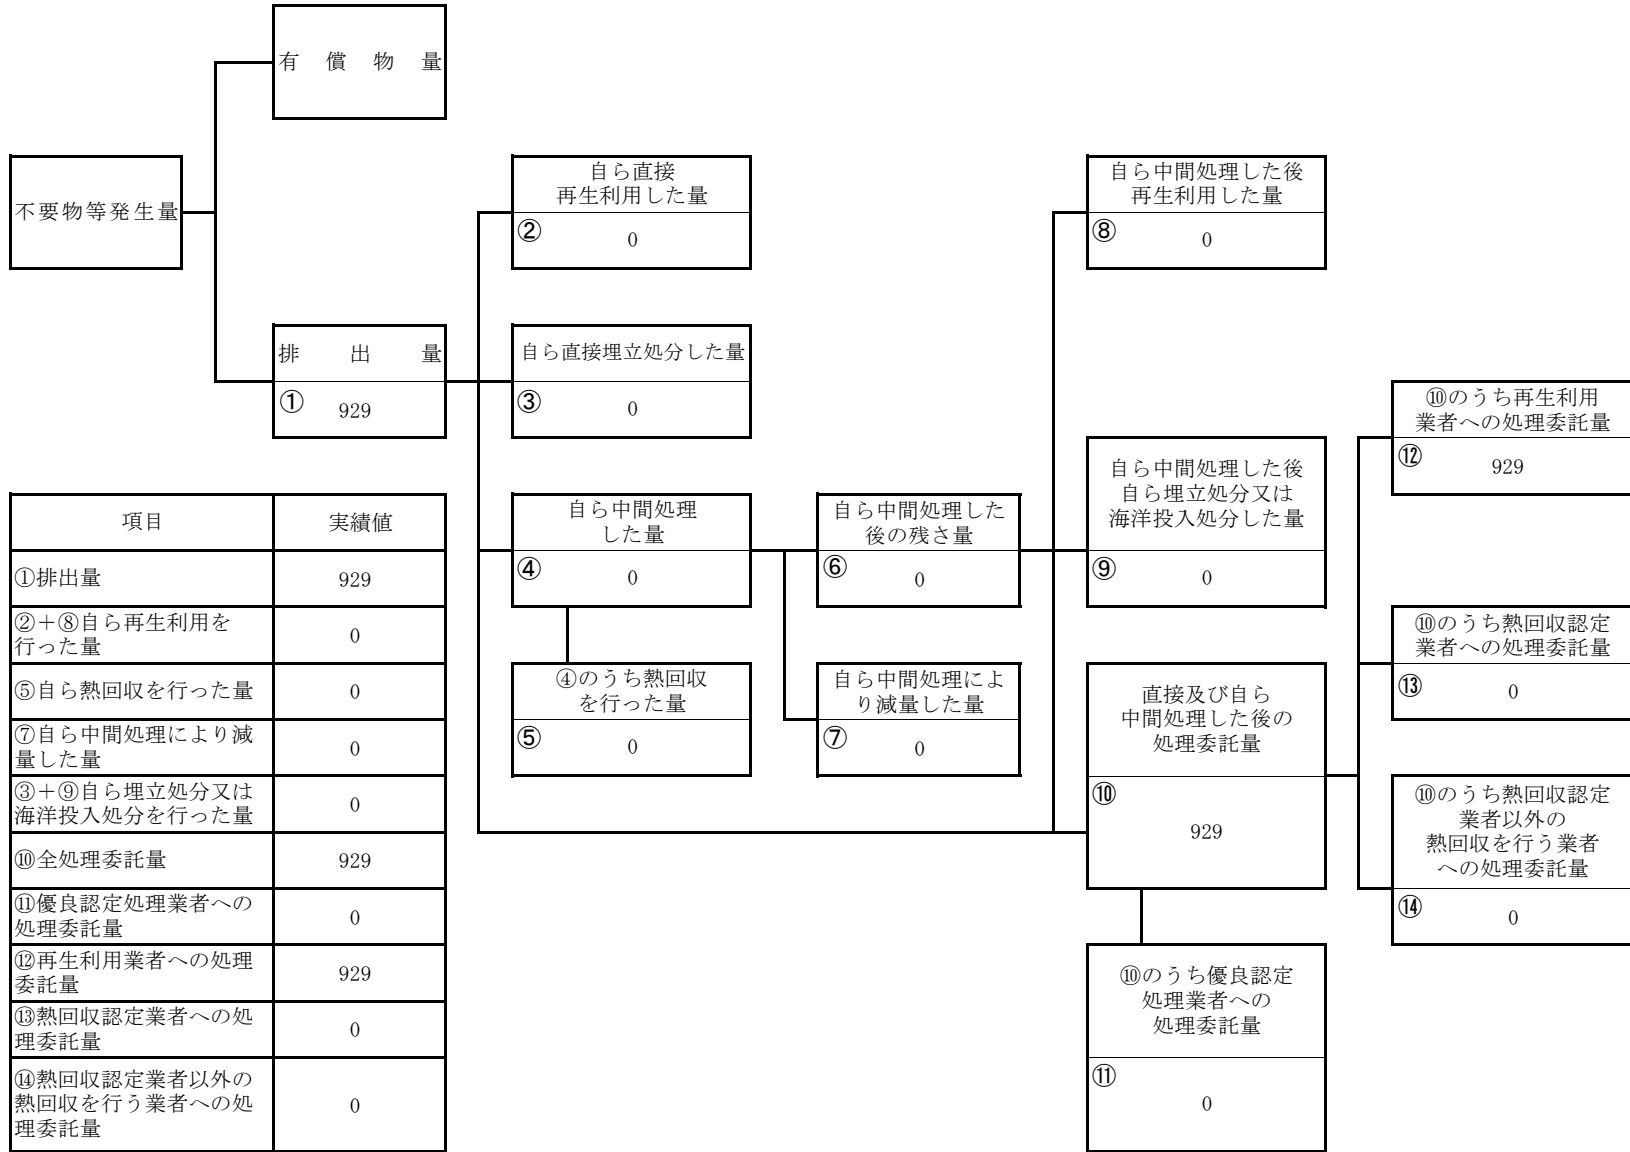 有償物量
不要物等発生量
排出量
① 929
自ら直接
再生利用した量
② 0
自ら直接埋立処分した量
③ 0
自ら中間処理
した量
④ 0
④のうち熱回収
を行った量
⑤ 0
自ら中間処理した
後の残さ量
⑥ 0
自ら中間処理によ
り減量した量
⑦ 0
自ら中間処理した後
再生利用した量
⑧ 0
自ら中間処理した後
自ら埋立処分又は
海洋投入処分した量
⑨ 0
直接及び自ら
中間処理した後の
処理委託量
⑩
929
⑩のうち優良認定
処理業者への
処理委託量
⑪
0
⑩のうち再生利用
業者への処理委託量
⑫ 929
⑩のうち熱回収認定
業者への処理委託量
⑬ 0
⑩のうち熱回収認定
業者以外の
熱回収を行う業者
への処理委託量
⑭ 0
項目 実績値
①排出量 929
②+⑧自ら再生利用を
行った量 0
⑤自ら熱回収を行った量 0
⑦自ら中間処理により減
量した量 0
③+⑨自ら埋立処分又は
海洋投入処分を行った量 0
⑩全処理委託量 929
⑪優良認定処理業者への
処理委託量 0
⑫再生利用業者への処理
委託量 929
⑬熱回収認定業者への処
理委託量 0
⑭熱回収認定業者以外の
熱回収を行う業者への処
理委託量 0